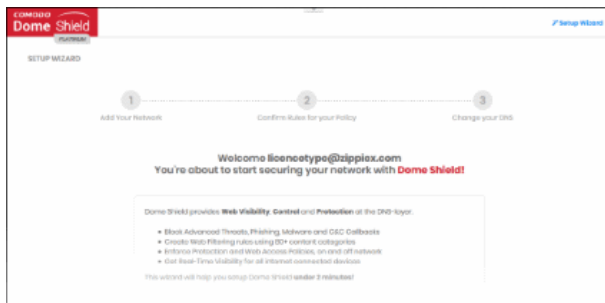 COMODO
Dome Shield
PLATINUM
Setup Wizard
SETUP WIZARD
1
2
3
Add Your Network
Confirm Rules for your Policy
Change your DNS
Welcome licencetype@zippiex.com
You're about to start securing your network with Dome Shield!
Dome Shield provides Web Visibility, Control and Protection at the DNS-layer.
• Block Advanced Threats, Phishing, Malware and C&C Callbacks
• Create Web Filtering rules using 80+ content categories
• Enforce Protection and Web Access Policies, on and off network
• Get Real-Time Visibility for all internet connected devices
This wizard will help you setup Dome Shield under 2 minutes!